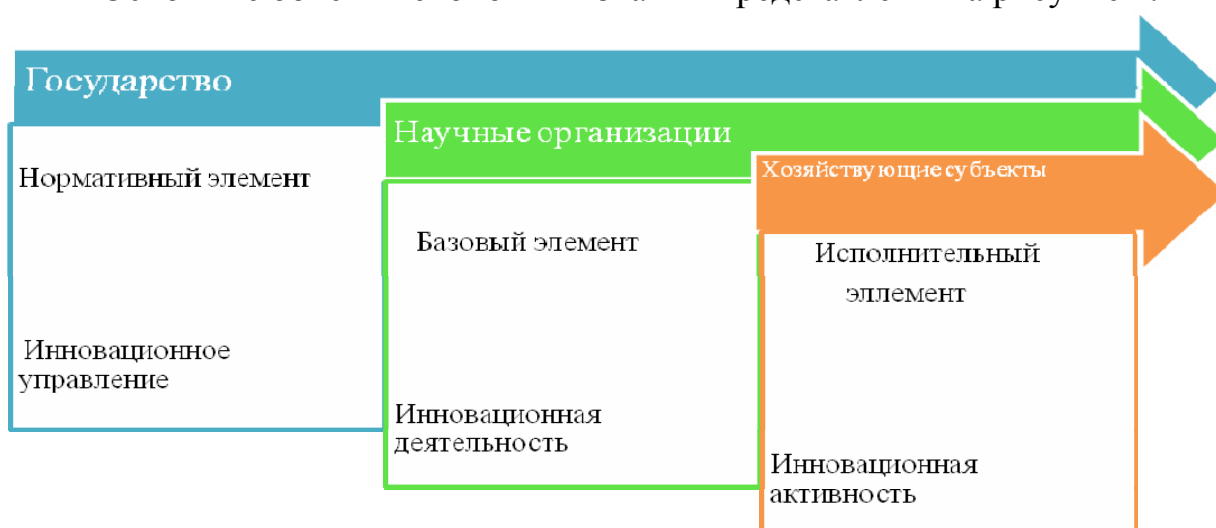 Государство
Нормативный элемент
Инновационное
управление
Научные организации
Базовый элемент
Инновационная
деятельность
Хозяйствующие субъекты
Исполнительный
эллемент
Инновационная
активность